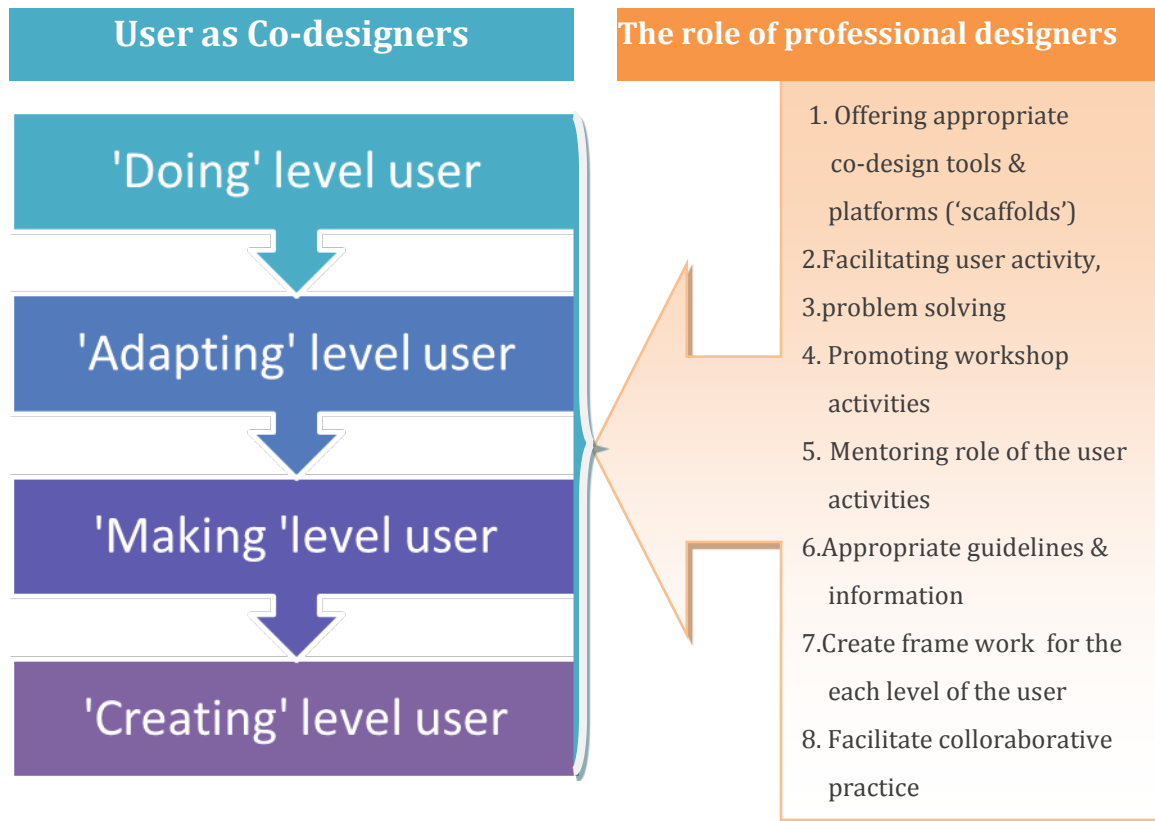 User as Co-designers
'Doing' level user
'Adapting' level user
'Making 'level user
'Creating' level user
The role of professional designers
1. Offering appropriate
co-design tools &
platforms (‘scaffolds’)
2.Facilitating user activity,
3.problem solving
4. Promoting workshop
activities
5. Mentoring role of the user
activities
6.Appropriate guidelines &
information
7.Create frame work for the
each level of the user
8. Facilitate colloraborative
practice